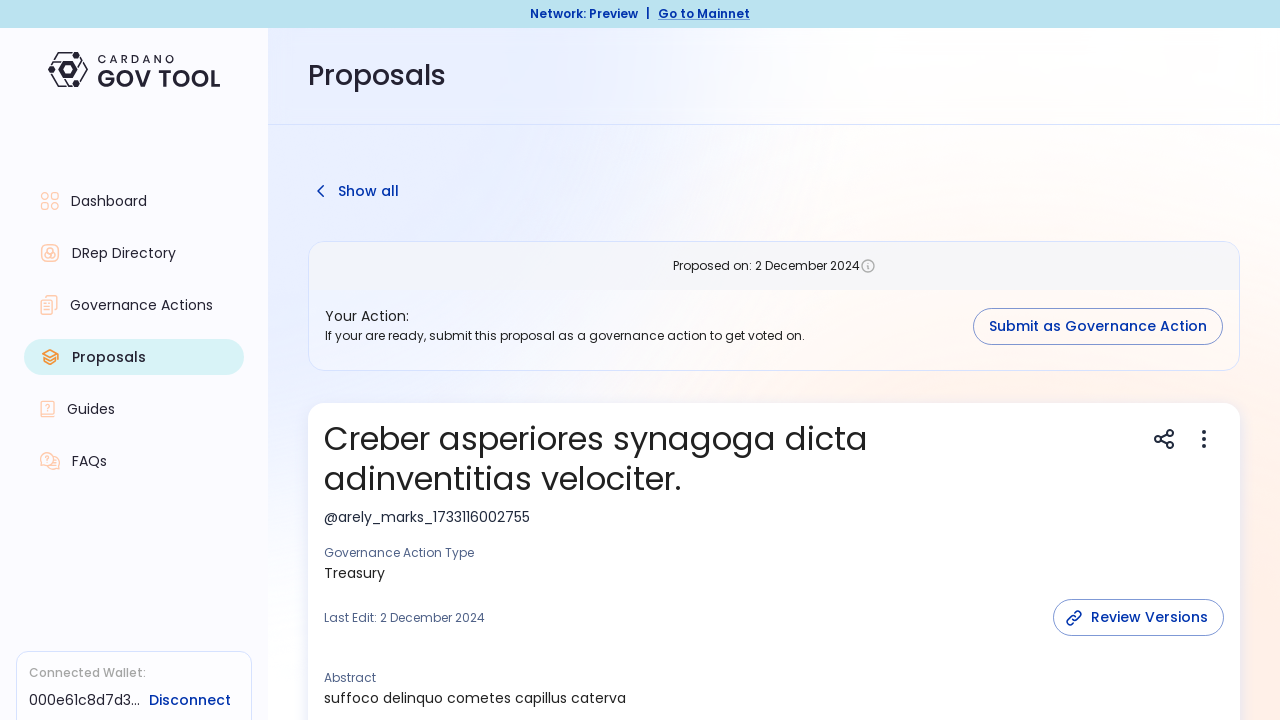 Network: Preview | Go to Mainnet
CARDANO
GOV TOOL
Proposals
Dashboard
DRep Directory
Governance Actions
Proposals
Guides
FAQs
Connected Wallet:
000e61c8d7d3... Disconnect
Show all
Proposed on: 2 December 2024
Your Action:
If your are ready, submit this proposal as a governance action to get voted on.
Submit as Governance Action
Creber asperiores synagoga dicta
adinventitias velociter.
@arely_marks_1733116002755
Governance Action Type
Treasury
Last Edit: 2 December 2024
Review Versions
Abstract
suffoco delinquo cometes capillus caterva